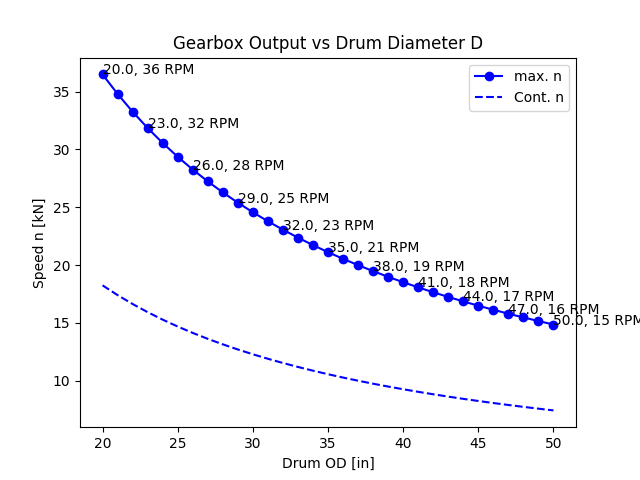 Gearbox Output vs Drum Diameter D
max. n
Cont. n
20.0, 36 RPM
23.0, 32 RPM
26.0, 28 RPM
29.0, 25 RPM
32.0, 23 RPM
35.0, 21 RPM
38.0, 19 RPM
41.0, 18 RPM
44.0, 17 RPM
47.0, 16 RPM
50.0, 15 RPM
Speed n [kN]
35
30
25
20
15
10
20 25 30 35 40 45 50
Drum OD [in]